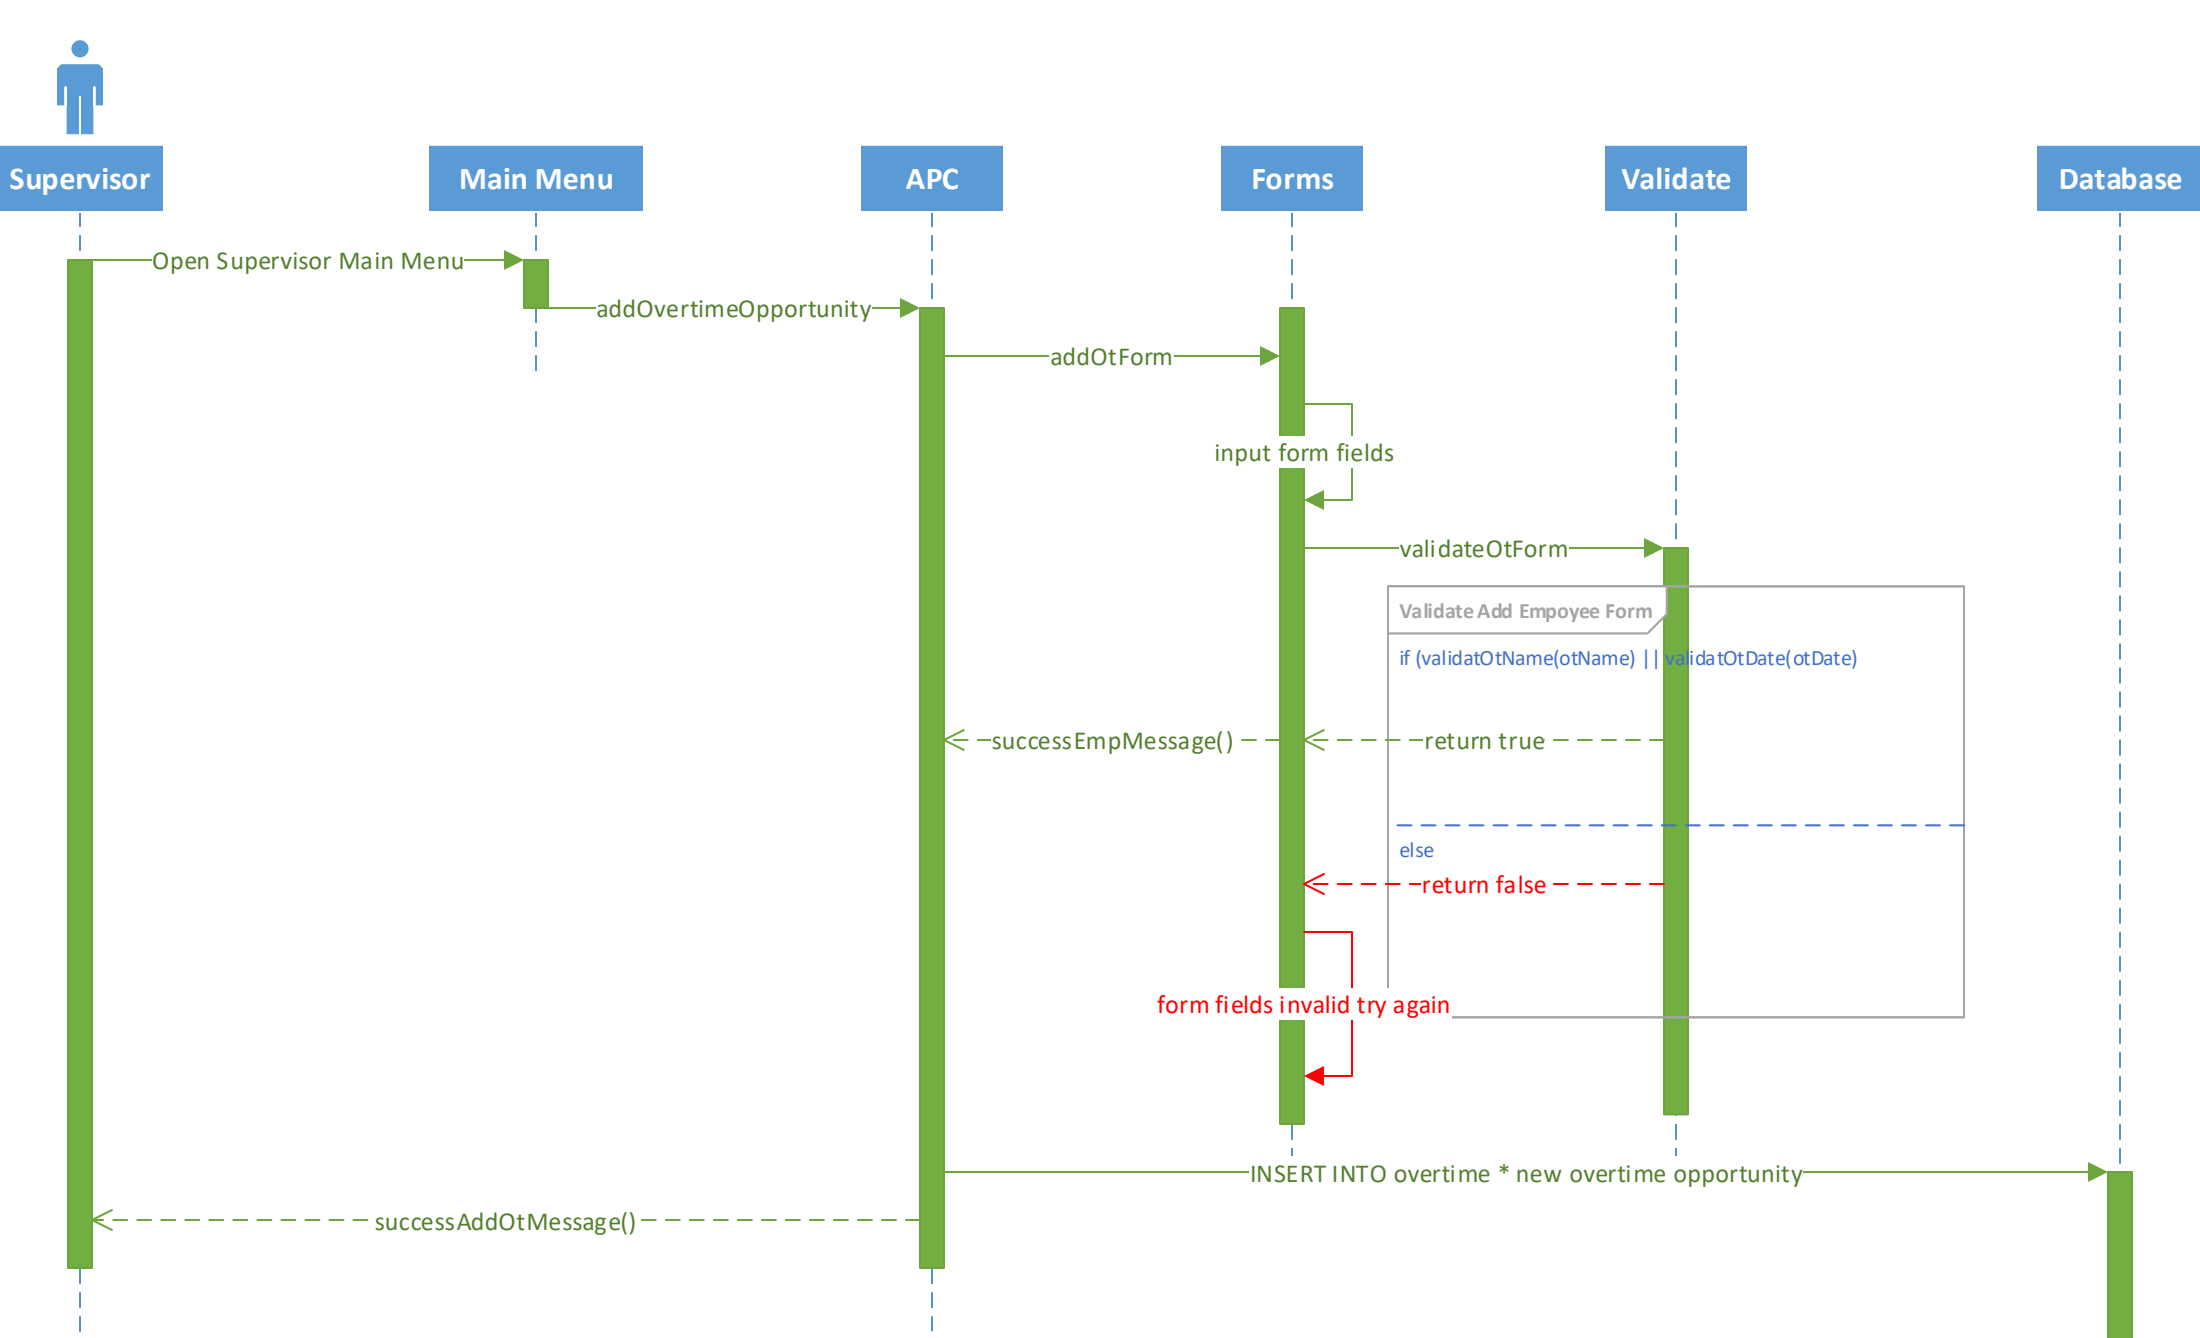 Supervisor
Main Menu
APC
Forms
Validate
Database
Open Supervisor Main Menu
addOvertimeOpportunity
addOtForm
input form fields
validateOtForm
Validate Add Empoyee Form
if (validatOtName(otName) || validatOtDate(otDate)
successEmpMessage()
return true
else
return false
form fields invalid try again
INSERT INTO overtime * new overtime opportunity
successAddOtMessage()